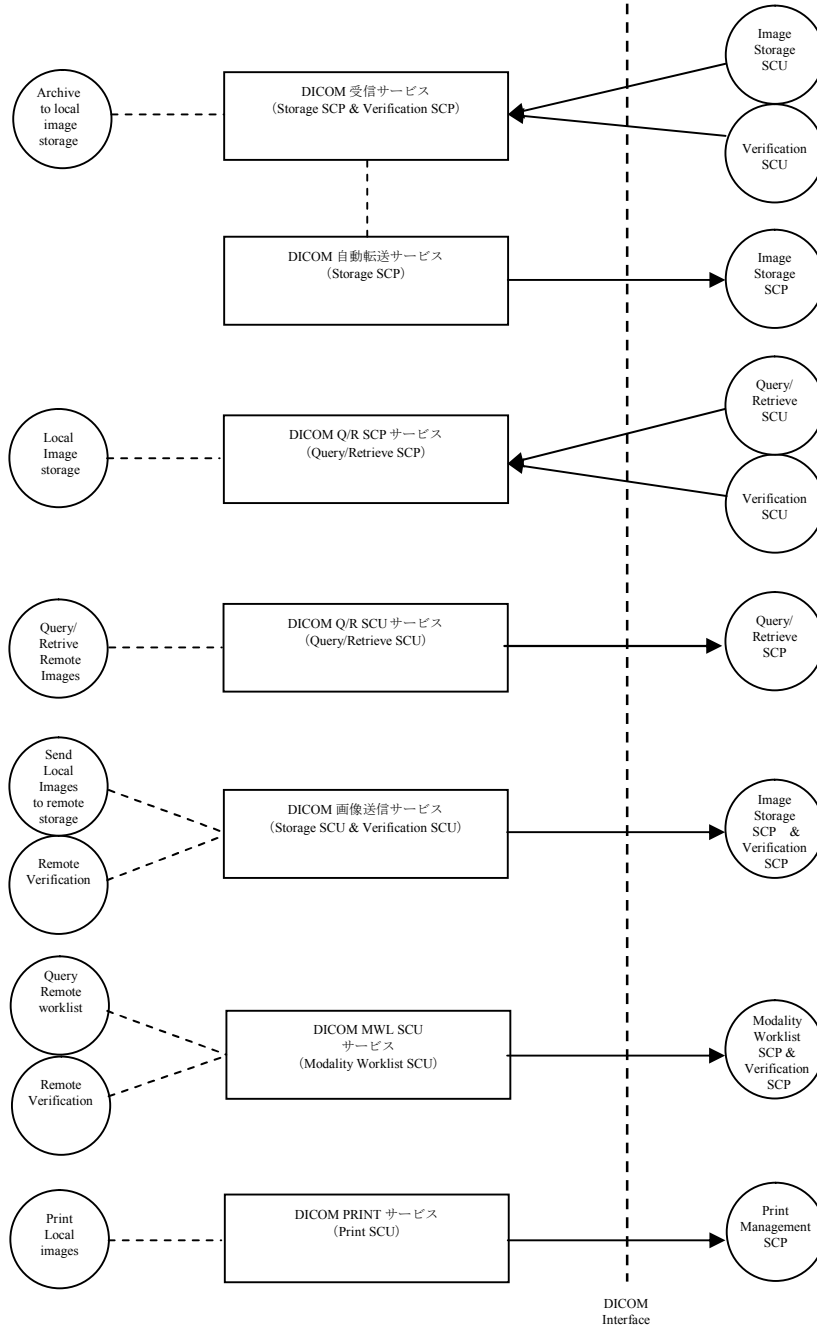 Image
Storage
SCU
Archive
to local
image
storage
DICOM 受信サービス
(Storage SCP & Verification SCP)
Verification
SCU
DICOM 自動転送サービス
(Storage SCP)
Image
Storage
SCP
Query/
Retrieve
SCU
Local
Image
storage
DICOM Q/R SCP サービス
(Query/Retrieve SCP)
Verification
SCU
Query/
Retrive
Remote
Images
DICOM Q/R SCU サービス
(Query/Retrieve SCU)
Query/
Retrieve
SCP
Send
Local
Images
to remote
storage
Remote
Verification
DICOM 画像送信サービス
(Storage SCU & Verification SCU)
Image
Storage
SCP &
Verification
SCP
Query
Remote
worklist
Remote
Verification
DICOM MWL SCU
サービス
(Modality Worklist SCU)
Modality
Worklist
SCP &
Verification
SCP
Print
Local
images
DICOM PRINT サービス
(Print SCU)
Print
Management
SCP
DICOM
Interface